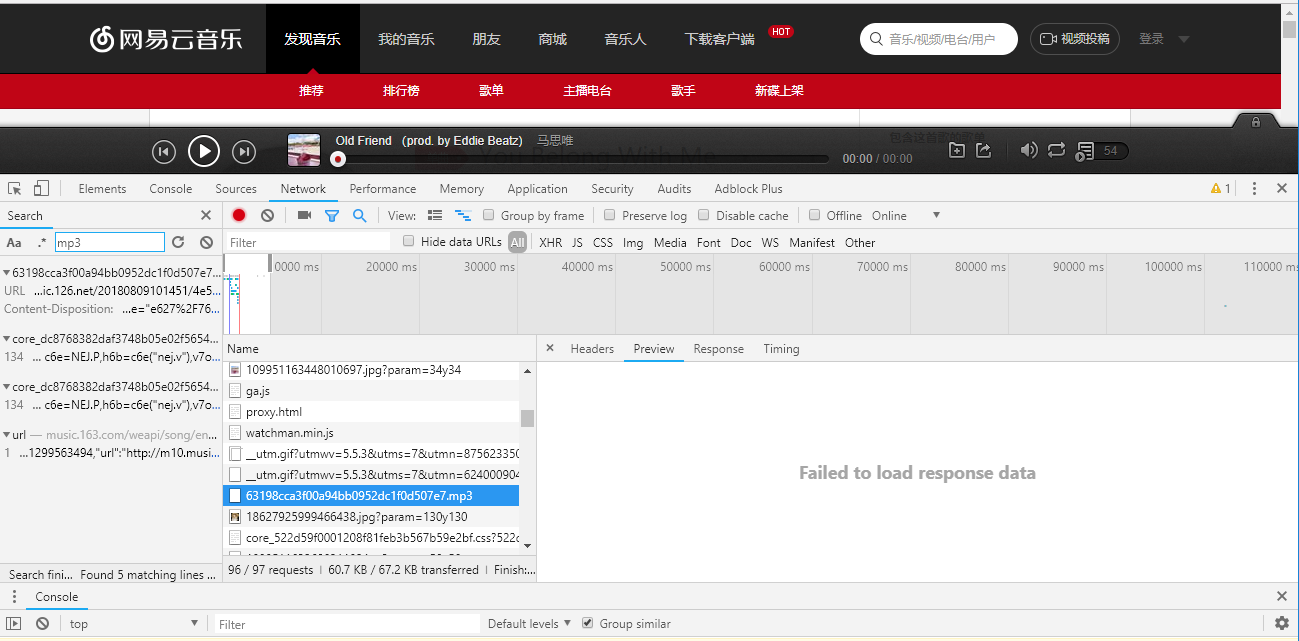 网易云音乐 发现音乐 我的音乐 朋友 商城 音乐人 下载客户端 HOT 音乐/视频/电台/用户 视频投稿 登录
推荐 排行榜 歌单 主播电台 歌手 新碟上架
包含这首歌的歌单
Old Friend (prod. by Eddie Beatz) 马思唯
You Belong With Me
00:00 / 00:00 54
Elements Console Sources Network Performance Memory Application Security Audits Adblock Plus 1
Search View: Group by frame Preserve log Disable cache Offline Online
Aa .* mp3 Filter Hide data URLs All XHR JS CSS Img Media Font Doc WS Manifest Other
0000 ms 20000 ms 30000 ms 40000 ms 50000 ms 60000 ms 70000 ms 80000 ms 90000 ms 100000 ms 110000 ms
63198cca3f00a94bb0952dc1f0d507e7...
URL ...ic.126.net/20180809101451/4e5...
Content-Disposition: ...e="e627%2F76...
core_dc8768382daf3748b05e02f5654...
134 ... c6e=NEJ.P,h6b=c6e("nej.v"),v7o...
core_dc8768382daf3748b05e02f5654...
134 ... c6e=NEJ.P,h6b=c6e("nej.v"),v7o...
url — music.163.com/weapi/song/en...
1 ...1299563494,"url":"http://m10.musi...
Search fini... Found 5 matching lines ...
Name
109951163448010697.jpg?param=34y34
ga.js
proxy.html
watchman.min.js
__utm.gif?utmwv=5.5.3&utms=7&utmn=875623350
__utm.gif?utmwv=5.5.3&utms=7&utmn=624000904
63198cca3f00a94bb0952dc1f0d507e7.mp3
18627925999466438.jpg?param=130y130
core_522d59f0001208f81feb3b567b59e2bf.css?522c
96 / 97 requests | 60.7 KB / 67.2 KB transferred | Finish:...
Headers Preview Response Timing
Failed to load response data
Console
top Filter Default levels Group similar